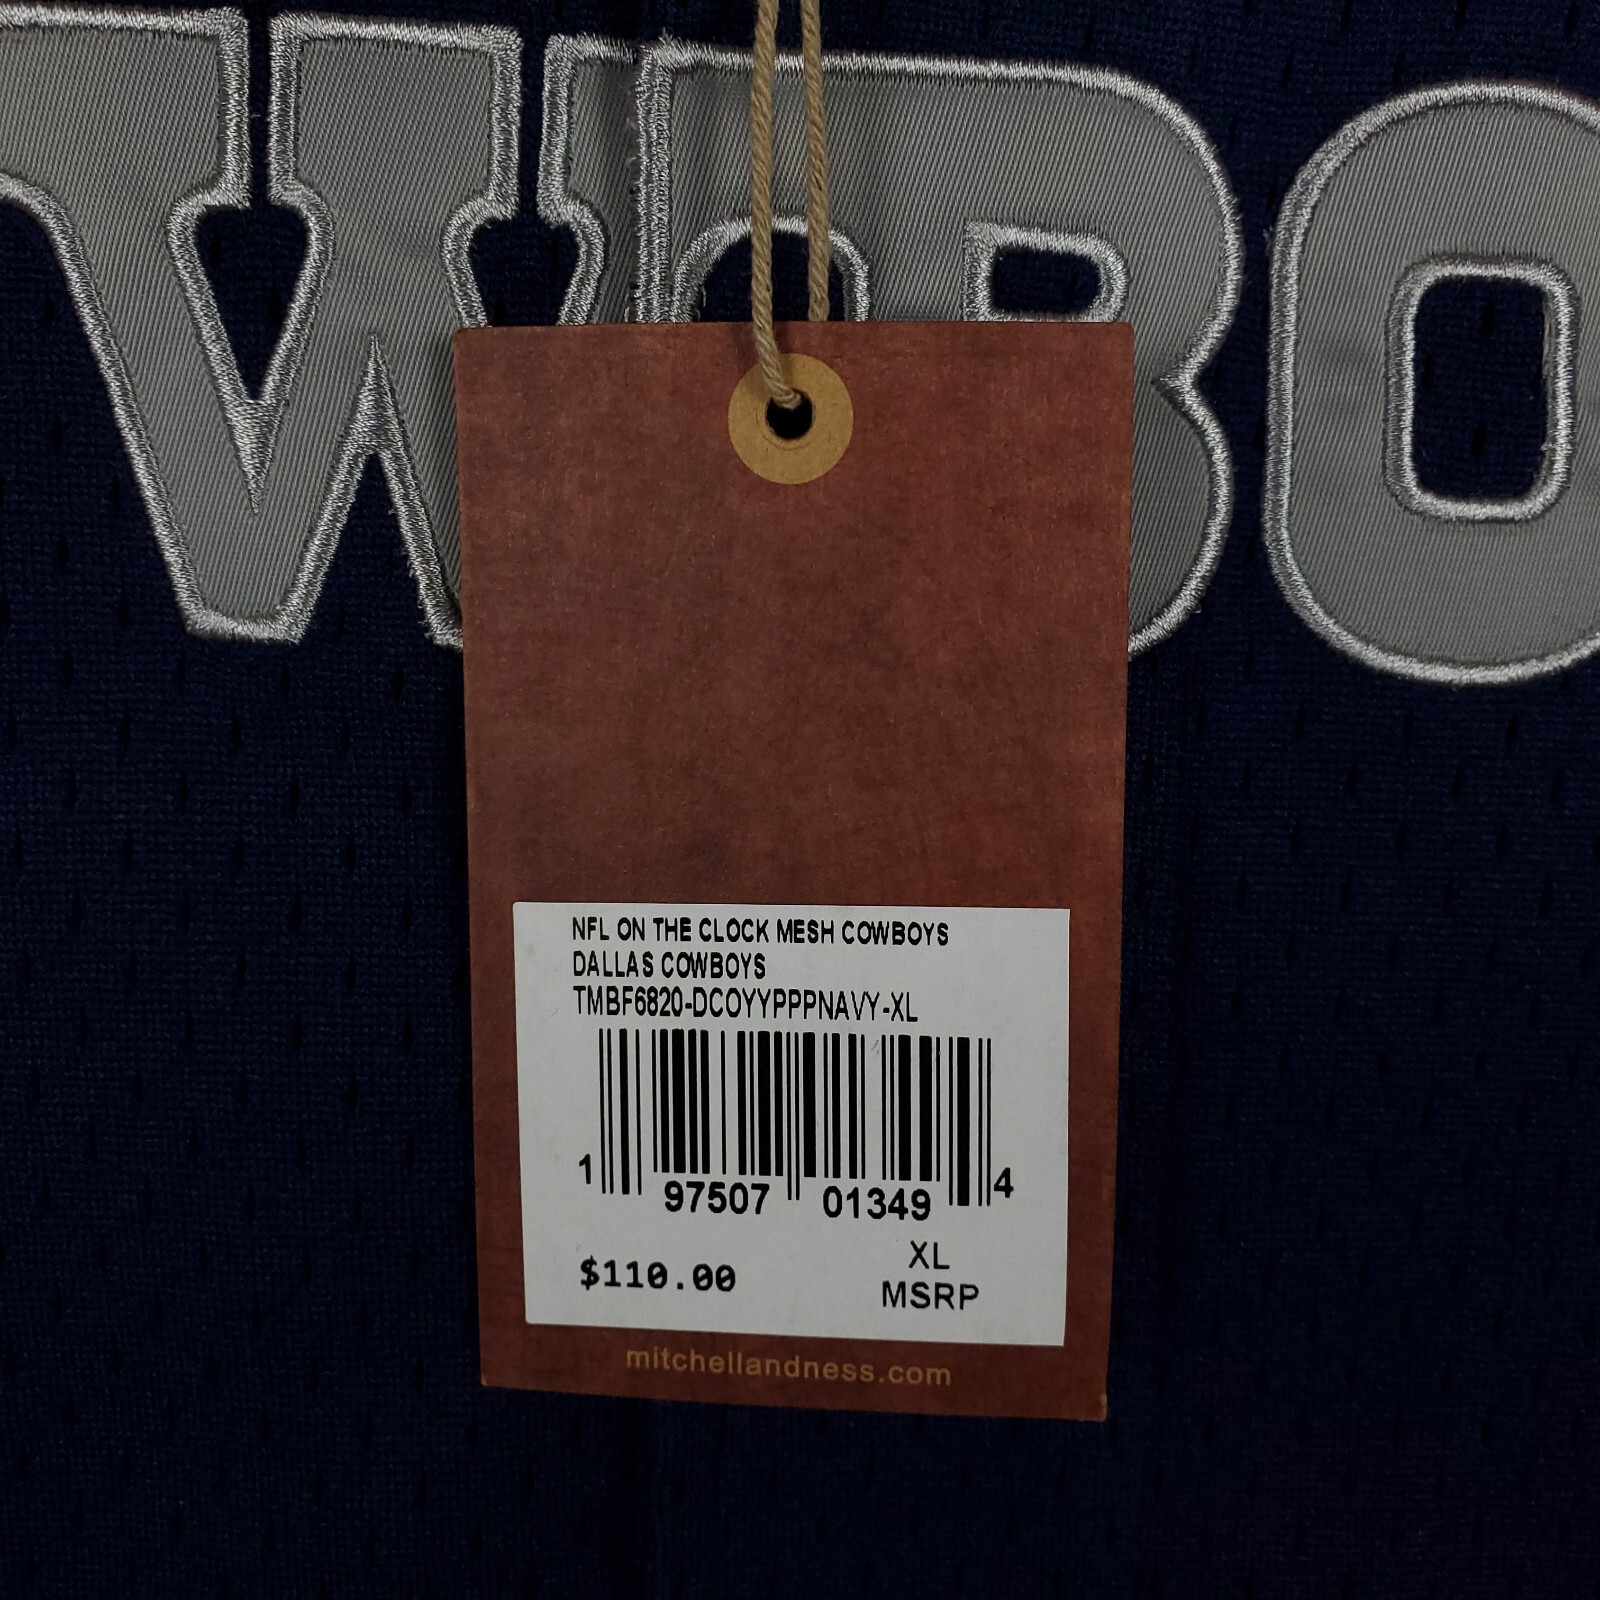 WBO
NFL ON THE CLOCK MESH COWBOYS
DALLAS COWBOYS
TMBF6820-DCOYYPPPNAVY-XL
1 97507 01349 4
$110.00 XL
MSRP
mitchellandness.com